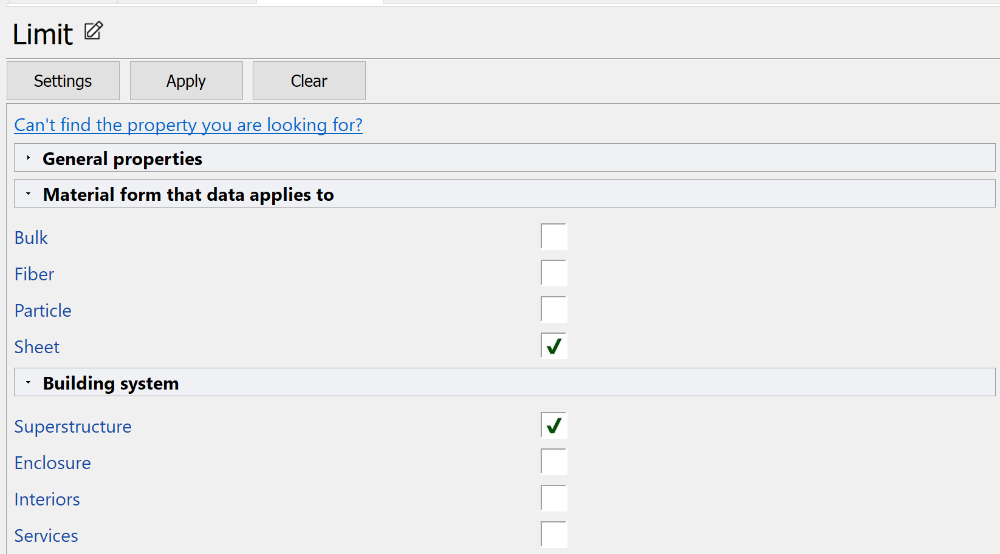 Limit
Settings Apply Clear
Can't find the property you are looking for?
General properties
Material form that data applies to
Bulk
Fiber
Particle
Sheet
Building system
Superstructure
Enclosure
Interiors
Services